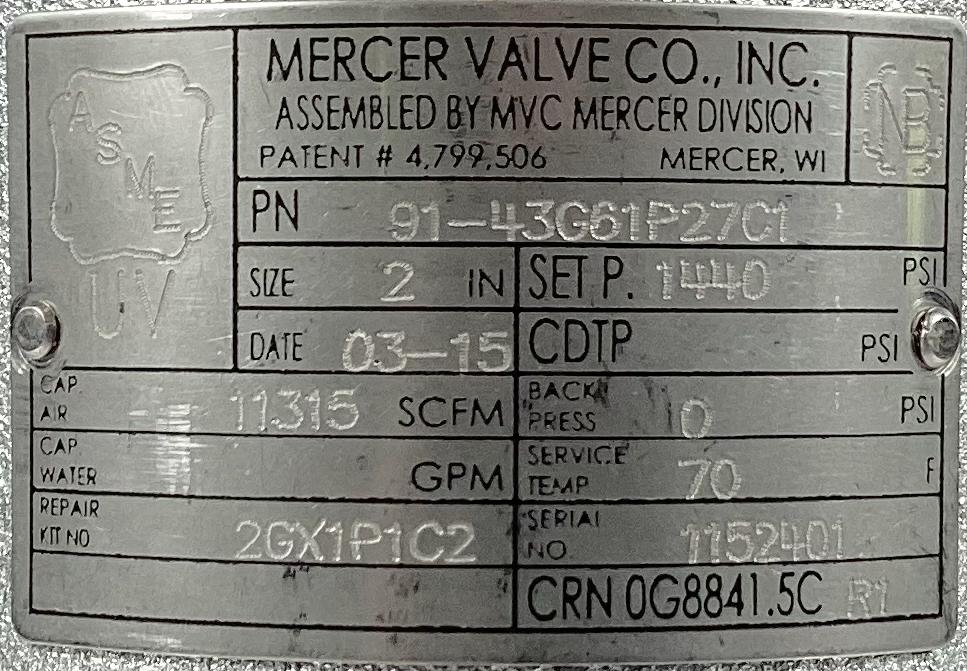 ASME
UV
MERCER VALVE CO., INC.
ASSEMBLED BY MVC MERCER DIVISION
PATENT # 4,799,506 MERCER, WI
NB
PN 91-43G61P27C1
SIZE 2 IN
SET P. 1440 PSI
DATE 03-15
CDTP PSI
CAP. AIR 11315 SCFM
BACK PRESS 0 PSI
CAP WATER GPM
SERVICE TEMP 70 F
REPAIR KIT NO 2GX1P1C2
SERIAL NO. 1152401
CRN 0G8841.5C R1